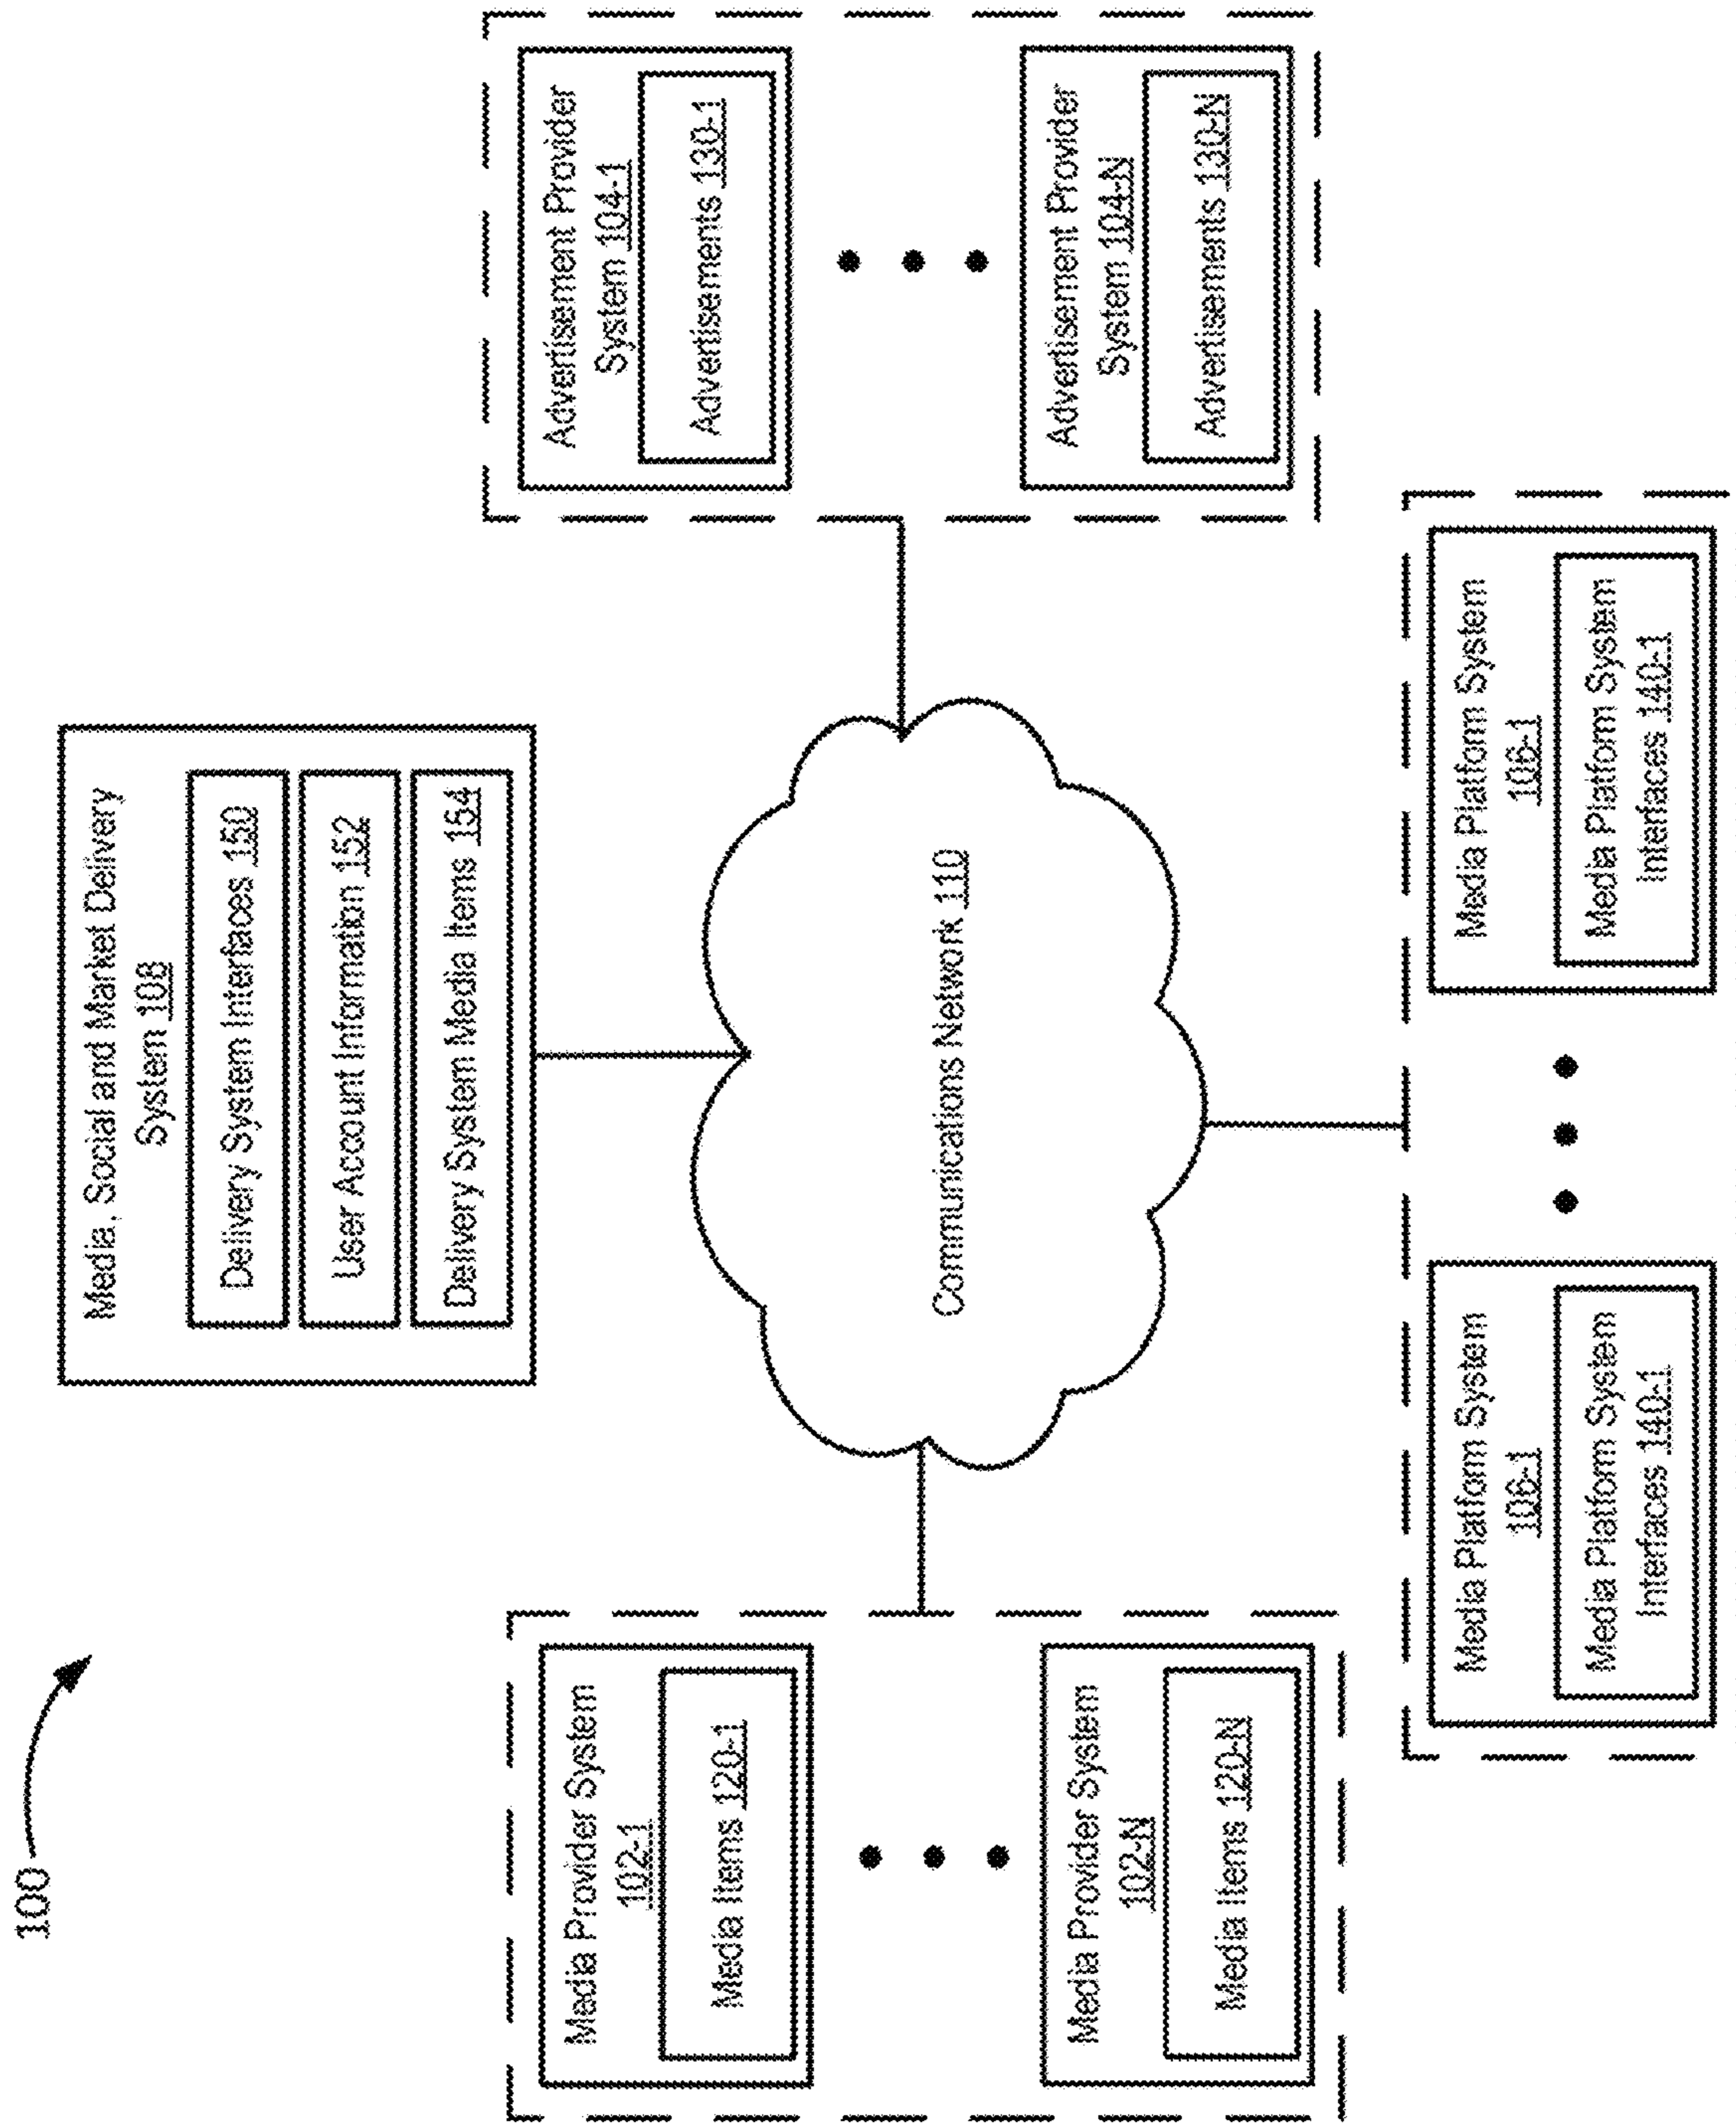 100
Media, Social and Market Delivery
System 108
Delivery System Interfaces 150
User Account Information 152
Delivery System Media Items 154
Media Provider System
102-1
Media Items 120-1
Media Provider System
102-N
Media Items 120-N
Communications Network 110
Advertisement Provider
System 104-1
Advertisements 130-1
Advertisement Provider
System 104-N
Advertisements 130-N
Media Platform System
106-1
Media Platform System
Interfaces 140-1
Media Platform System
106-1
Media Platform System
Interfaces 140-1